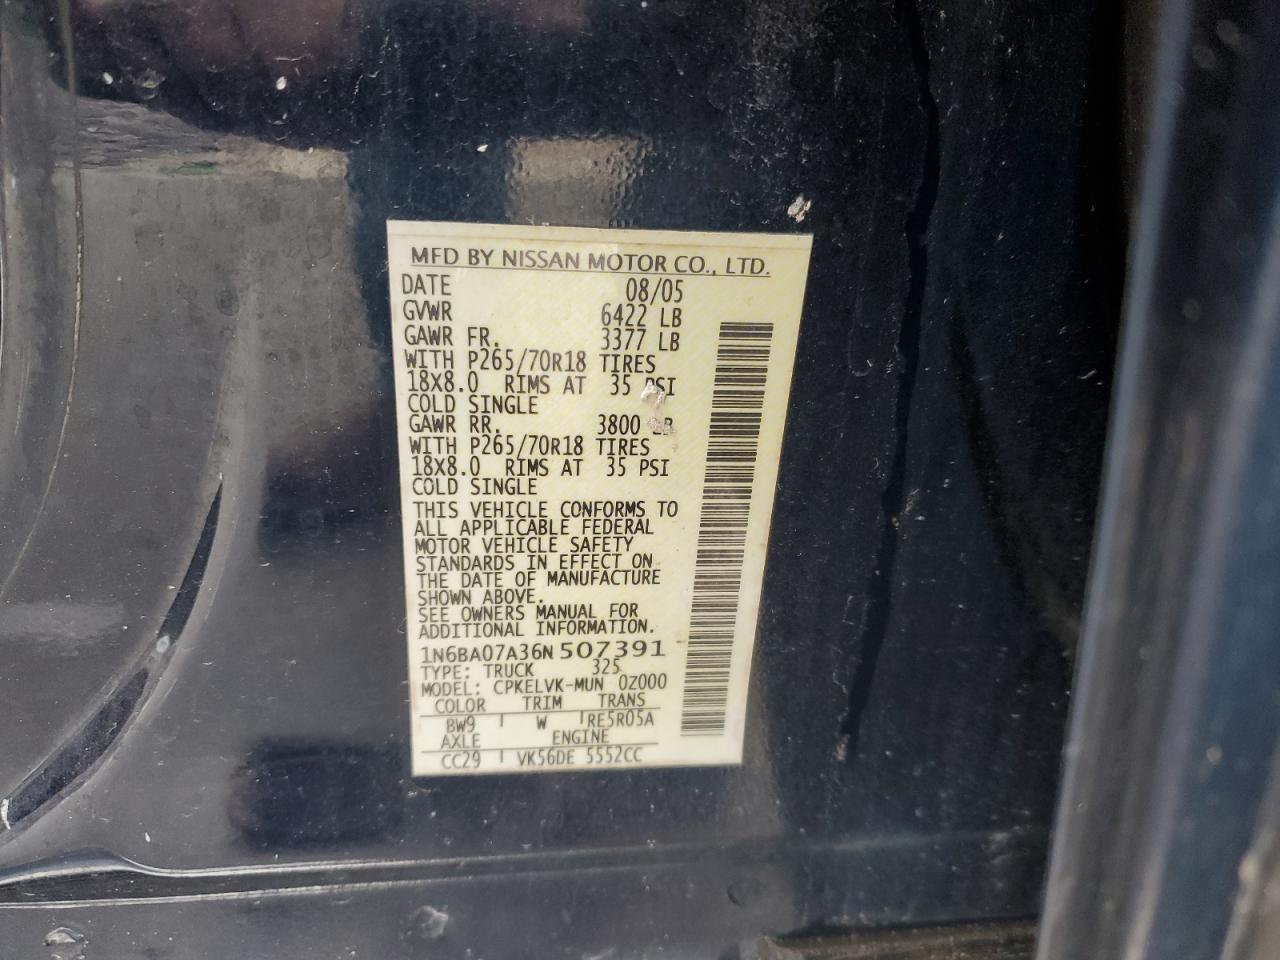 MFD BY NISSAN MOTOR CO., LTD.
DATE 08/05
GVWR 6422 LB
GAWR FR. 3377 LB
WITH P265/70R18 TIRES
18X8.0 RIMS AT 35 PSI
COLD SINGLE
GAWR RR. 3800 LB
WITH P265/70R18 TIRES
18X8.0 RIMS AT 35 PSI
COLD SINGLE
THIS VEHICLE CONFORMS TO
ALL APPLICABLE FEDERAL
MOTOR VEHICLE SAFETY
STANDARDS IN EFFECT ON
THE DATE OF MANUFACTURE
SHOWN ABOVE.
SEE OWNERS MANUAL FOR
ADDITIONAL INFORMATION.
1N6BA07A36N507391
TYPE: TRUCK 325
MODEL: CPKELVK-MUN 0Z000
COLOR TRIM TRANS
BW9 W RE5R05A
AXLE ENGINE
CC29 VK56DE 5552CC